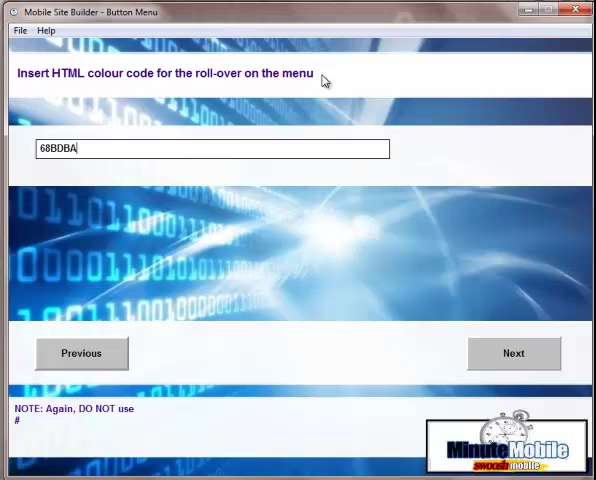 Mobile Site Builder - Button Menu
File Help
Insert HTML colour code for the roll-over on the menu
68BDBA
Previous
Next
NOTE: Again, DO NOT use
#
MinuteMobile
swooshmobile